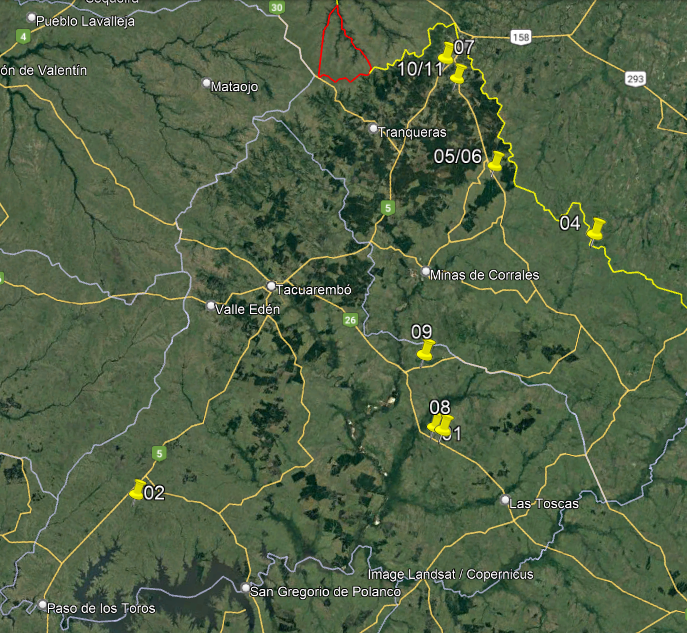 Sequeira
30
Pueblo Lavalleja
4
158
07
ón de Valentín
10/11
293
Mataojo
Tranqueras
05/06
5
04
Minas de Corrales
Tacuarembó
Valle Edén
26
09
08
01
5
02
Las Toscas
Image Landsat / Copernicus
San Gregorio de Polanco
Paso de los Toros